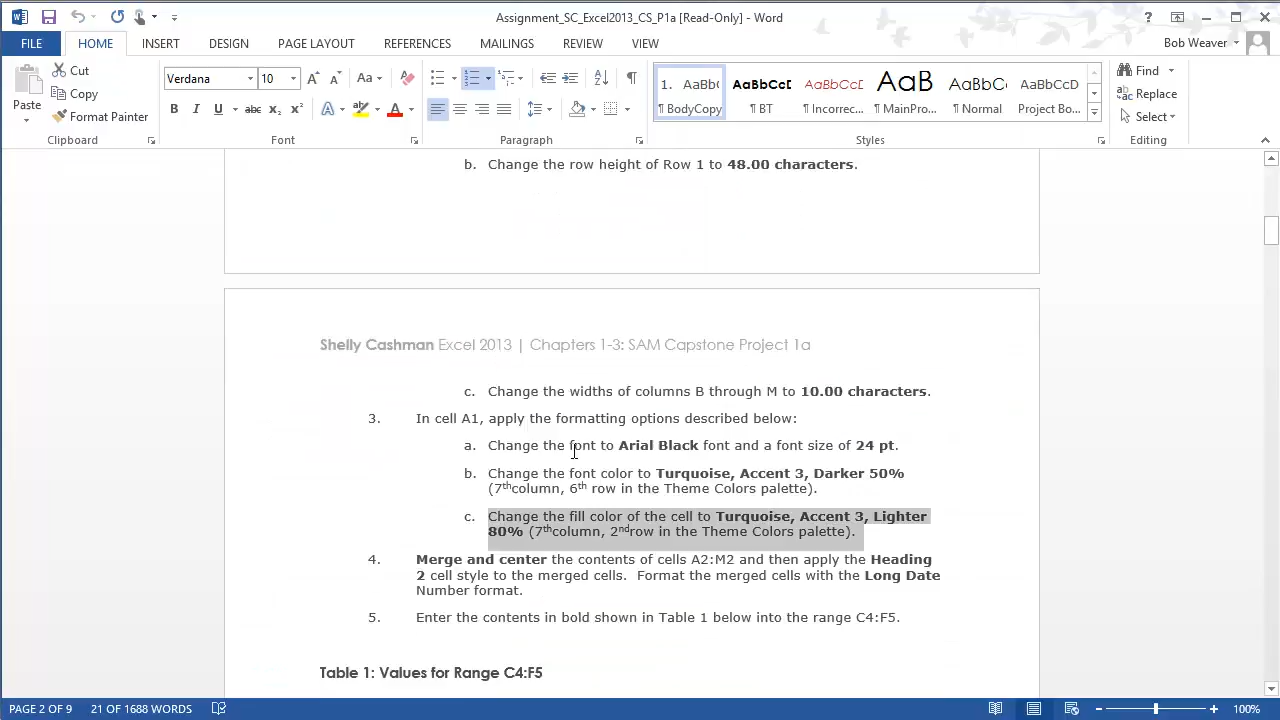 Assignment_SC_Excel2013_CS_P1a [Read-Only] - Word
FILE HOME INSERT DESIGN PAGE LAYOUT REFERENCES MAILINGS REVIEW VIEW Bob Weaver
Paste Cut Copy Format Painter
Clipboard
Verdana 10 Aa
B I U abc x2 x2 A ab A
Font
Paragraph
1. AaBb( AaBbCcI AaBbCcI AaB AaBbC AaBbCcD
¶ BodyCopy ¶ BT ¶ Incorrec... ¶ MainPro... ¶ Normal Project Bo...
Styles
Find
Replace
Select
Editing
b. Change the row height of Row 1 to 48.00 characters.
Shelly Cashman Excel 2013 | Chapters 1-3: SAM Capstone Project 1a
c. Change the widths of columns B through M to 10.00 characters.
3. In cell A1, apply the formatting options described below:
a. Change the font to Arial Black font and a font size of 24 pt.
b. Change the font color to Turquoise, Accent 3, Darker 50%
(7thcolumn, 6th row in the Theme Colors palette).
c. Change the fill color of the cell to Turquoise, Accent 3, Lighter
80% (7thcolumn, 2ndrow in the Theme Colors palette).
4. Merge and center the contents of cells A2:M2 and then apply the Heading
2 cell style to the merged cells. Format the merged cells with the Long Date
Number format.
5. Enter the contents in bold shown in Table 1 below into the range C4:F5.
Table 1: Values for Range C4:F5
PAGE 2 OF 9 21 OF 1688 WORDS 100%